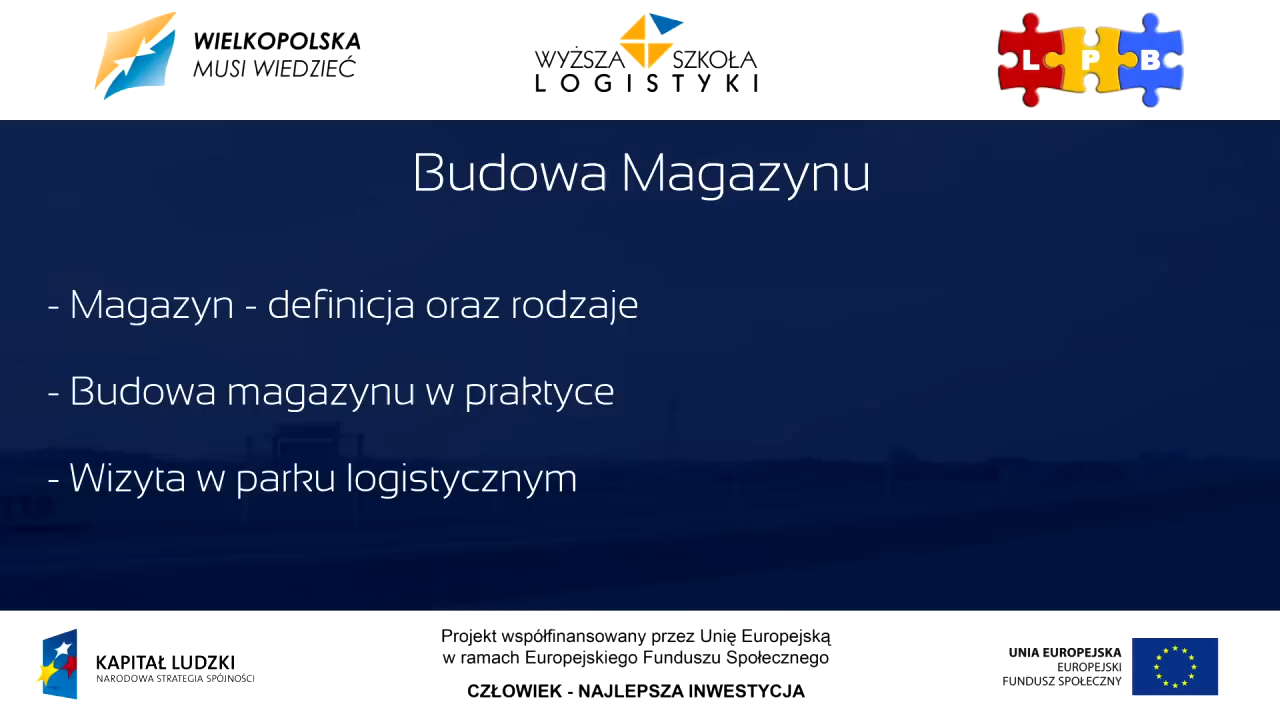 WIELKOPOLSKA
MUSI WIEDZIEĆ
WYŻSZA SZKOŁA
LOGISTYKI
L P B
Budowa Magazynu
- Magazyn - definicja oraz rodzaje
- Budowa magazynu w praktyce
- Wizyta w parku logistycznym
KAPITAŁ LUDZKI
NARODOWA STRATEGIA SPÓJNOŚCI
Projekt współfinansowany przez Unię Europejską
w ramach Europejskiego Funduszu Społecznego
CZŁOWIEK - NAJLEPSZA INWESTYCJA
UNIA EUROPEJSKA
EUROPEJSKI
FUNDUSZ SPOŁECZNY